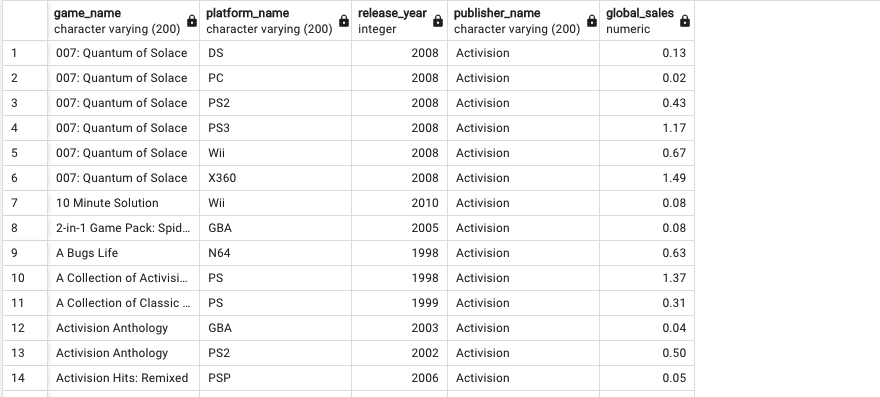 game_name platform_name release_year publisher_name global_sales
character varying (200) character varying (200) integer character varying (200) numeric
1 007: Quantum of Solace DS 2008 Activision 0.13
2 007: Quantum of Solace PC 2008 Activision 0.02
3 007: Quantum of Solace PS2 2008 Activision 0.43
4 007: Quantum of Solace PS3 2008 Activision 1.17
5 007: Quantum of Solace Wii 2008 Activision 0.67
6 007: Quantum of Solace X360 2008 Activision 1.49
7 10 Minute Solution Wii 2010 Activision 0.08
8 2-in-1 Game Pack: Spid... GBA 2005 Activision 0.08
9 A Bugs Life N64 1998 Activision 0.63
10 A Collection of Activisi... PS 1998 Activision 1.37
11 A Collection of Classic ... PS 1999 Activision 0.31
12 Activision Anthology GBA 2003 Activision 0.04
13 Activision Anthology PS2 2002 Activision 0.50
14 Activision Hits: Remixed PSP 2006 Activision 0.05